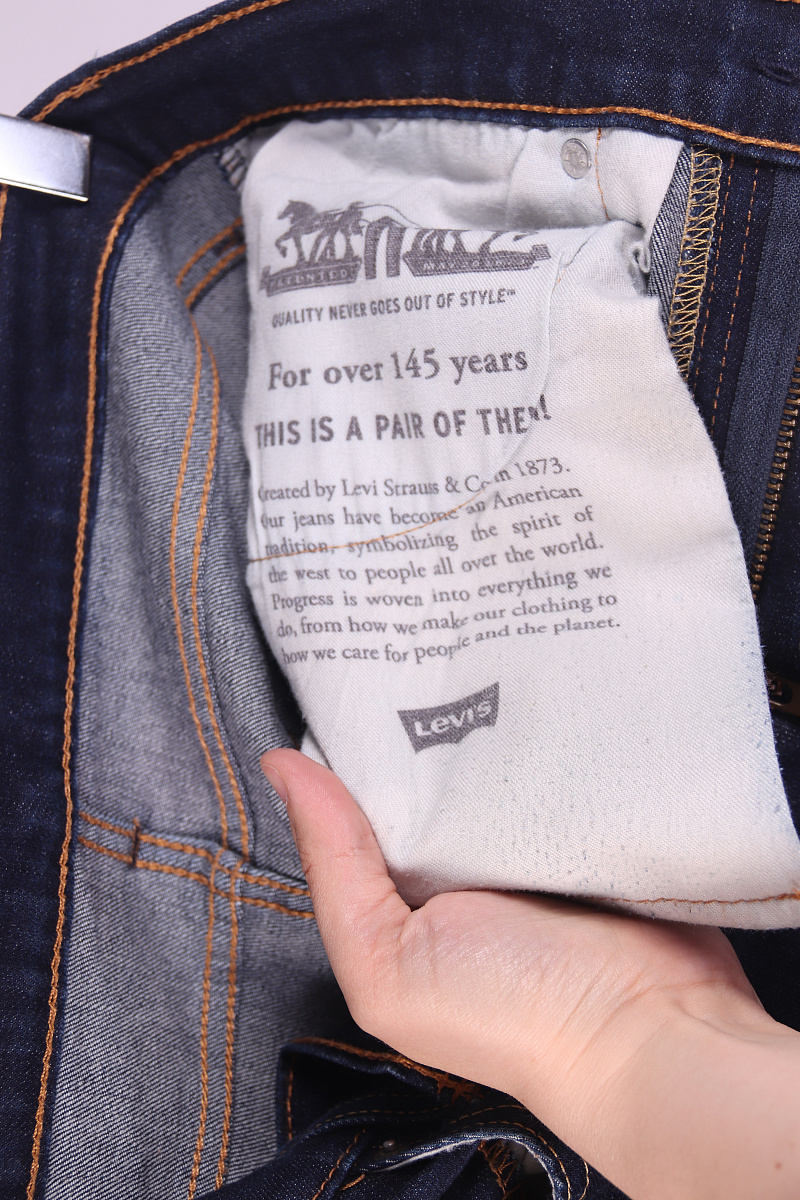 PATENTED
QUALITY NEVER GOES OUT OF STYLE™
For over 145 years
THIS IS A PAIR OF THEM!
Created by Levi Strauss & Co in 1873.
Our jeans have become an American
tradition, symbolizing the spirit of
the west to people all over the world.
Progress is woven into everything we
do, from how we make our clothing to
how we care for people and the planet.
LEVI'S